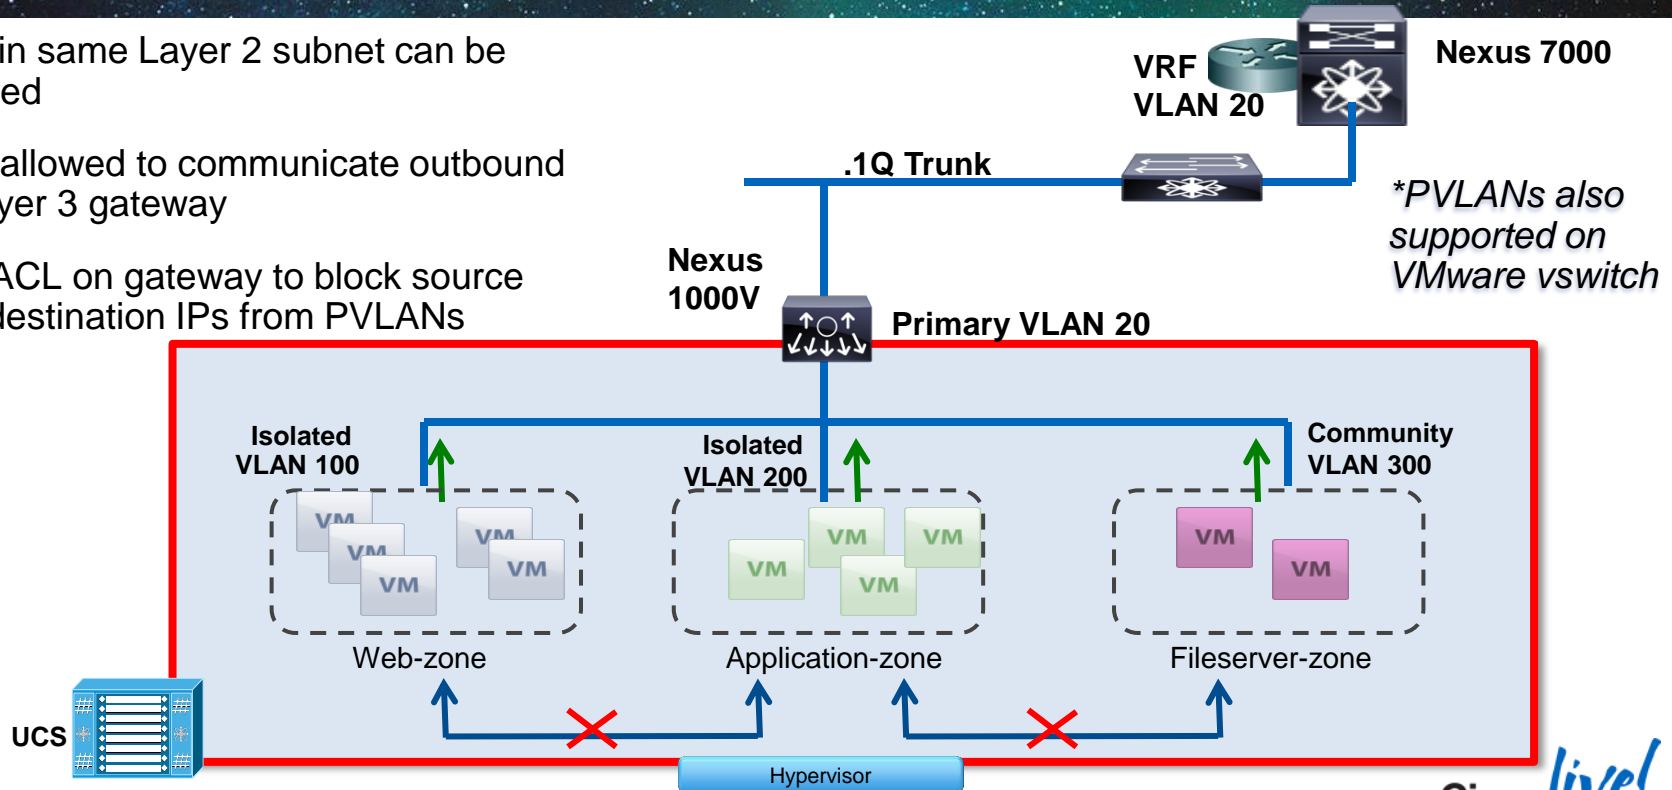 in same Layer 2 subnet can be
ed
allowed to communicate outbound
yer 3 gateway
ACL on gateway to block source
destination IPs from PVLANs
VRF
VLAN 20
Nexus 7000
.1Q Trunk
*PVLANs also
supported on
VMware vswitch
Nexus
1000V
Primary VLAN 20
Isolated
VLAN 100
Isolated
VLAN 200
Community
VLAN 300
VM
VM
VM
VM
VM
VM
VM
VM
VM
VM
VM
Web-zone
Application-zone
Fileserver-zone
UCS
Hypervisor
live!